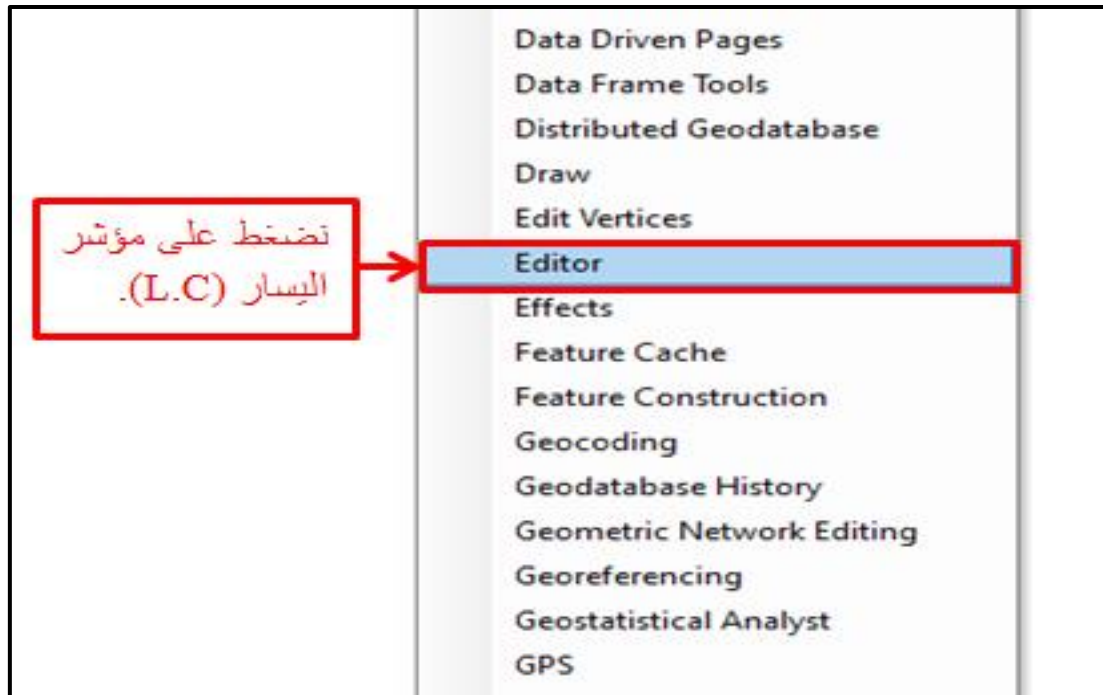 Data Driven Pages
Data Frame Tools
Distributed Geodatabase
Draw
Edit Vertices
Editor
Effects
Feature Cache
Feature Construction
Geocoding
Geodatabase History
Geometric Network Editing
Georeferencing
Geostatistical Analyst
GPS
نضغط على مؤشر
اليسار (L.C).